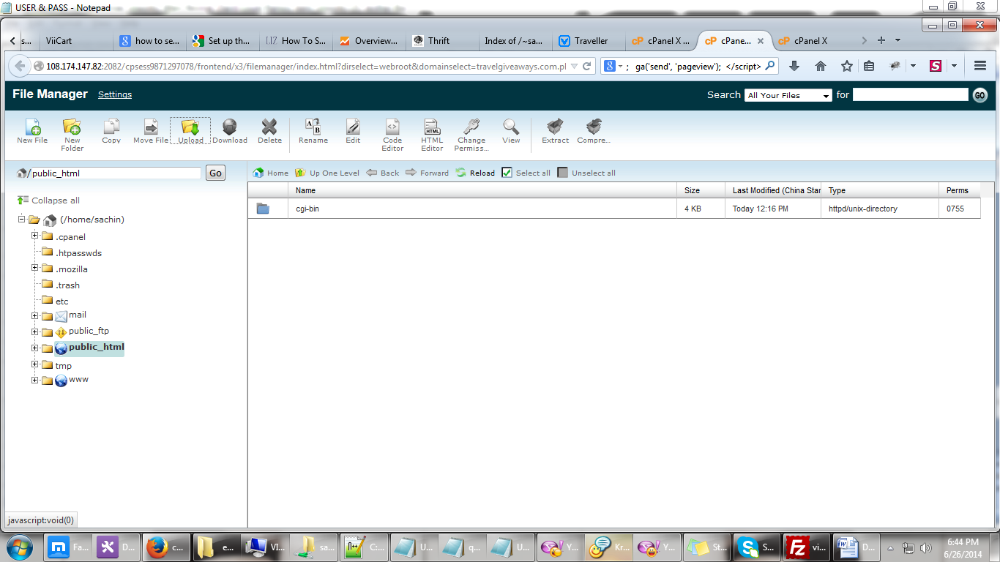 USER & PASS - Notepad
s... ViiCart how to se... Set up th... How To S... Overview... Thrift Index of /~sa... Traveller cPanel X ... cPane... cPanel X
108.174.147.82:2082/cpsess9871297078/frontend/x3/filemanager/index.html?dirselect=webroot&domainselect=travelgiveaways.com.pl ; ga('send', 'pageview'); </script>
File Manager Settings Search All Your Files for GO
New File New Folder Copy Move File Upload Download Delete Rename Edit Code Editor HTML Editor Change Permiss... View Extract Compre...
/ public_html Go Home Up One Level Back Forward Reload Select all Unselect all
Name Size Last Modified (China Star Type Perms
cgi-bin 4 KB Today 12:16 PM httpd/unix-directory 0755
Collapse all
(/home/sachin)
.cpanel
.htpasswds
.mozilla
.trash
etc
mail
public_ftp
public_html
tmp
www
javascript:void(0)
Fa... D... c... e... VI... sa... C:... U... q... U... Y... Kr... Y... St... S... vi... D...
6:44 PM
6/26/2014